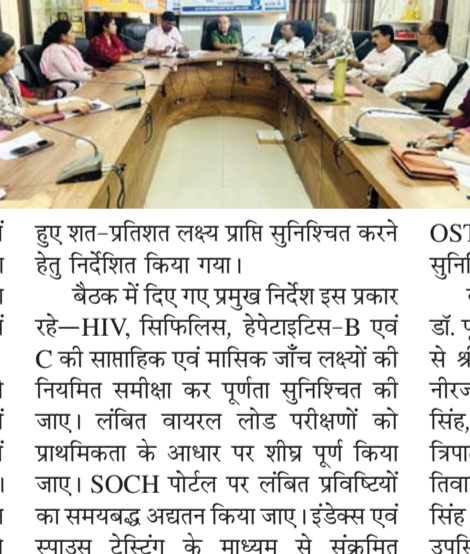 हुए शत-प्रतिशत लक्ष्य प्राप्ति सुनिश्चित करने
हेतु निर्देशित किया गया।
बैठक में दिए गए प्रमुख निर्देश इस प्रकार
रहे—HIV, सिफिलिस, हेपेटाइटिस-B एवं
C की साप्ताहिक एवं मासिक जाँच लक्ष्यों की
नियमित समीक्षा कर पूर्णता सुनिश्चित की
जाए। लंबित वायरल लोड परीक्षणों को
प्राथमिकता के आधार पर शीघ्र पूर्ण किया
जाए। SOCH पोर्टल पर लंबित प्रविष्टियों
का समयबद्ध अद्यतन किया जाए। इंडेक्स एवं
स्पाउस टेस्टिंग के माध्यम से संक्रमित
OST
डॉ.
से
सिंह,
सिंह